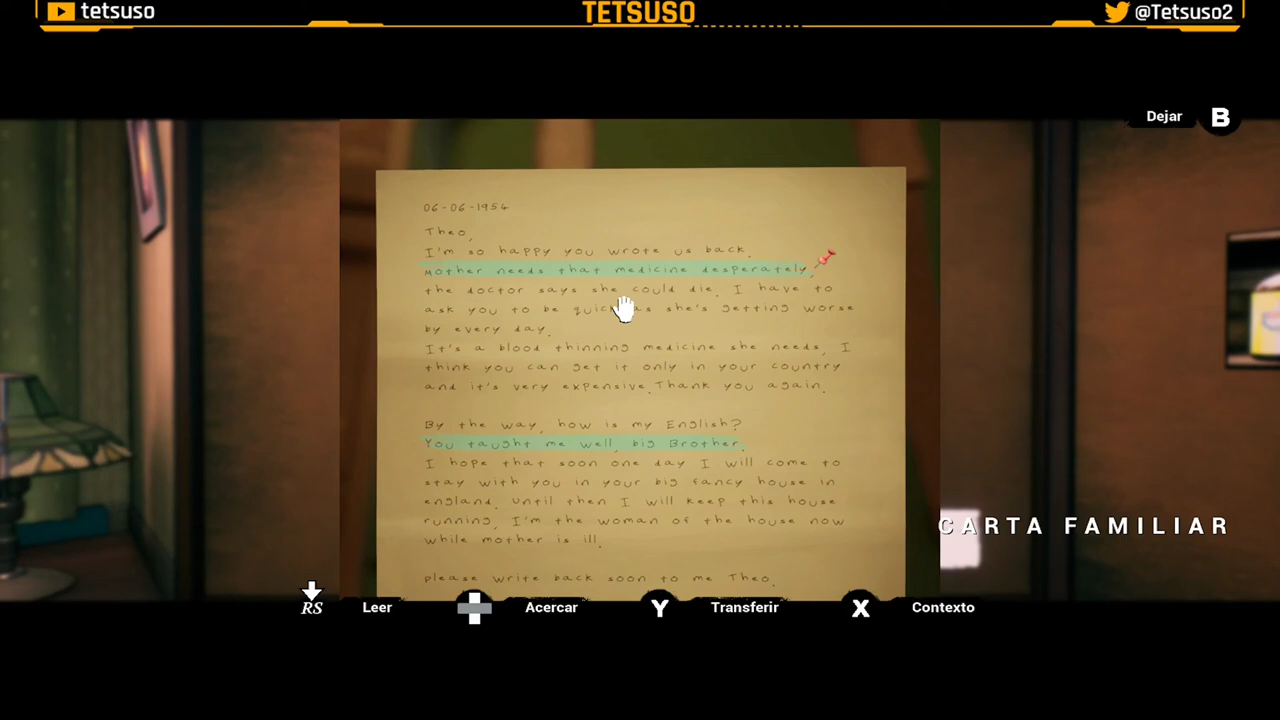 tetsuso
TETSUSO
@Tetsuso2
Dejar B
06-06-1954
Theo,
I'm so happy you wrote us back.
Mother needs that medicine desperately,
the doctor says she could die. I have to
ask you to be quick as she's getting worse
by every day.
It's a blood thinning medicine she needs, I
think you can get it only in your country
and it's very expensive. Thank you again.
By the way, how is my English?
You taught me well, big Brother.
I hope that soon one day I will come to
stay with you in your big fancy house in
england. Until then I will keep this house
running, I'm the woman of the house now
while mother is ill.
please write back soon to me Theo.
CARTA FAMILIAR
RS Leer Acercar Y Transferir X Contexto